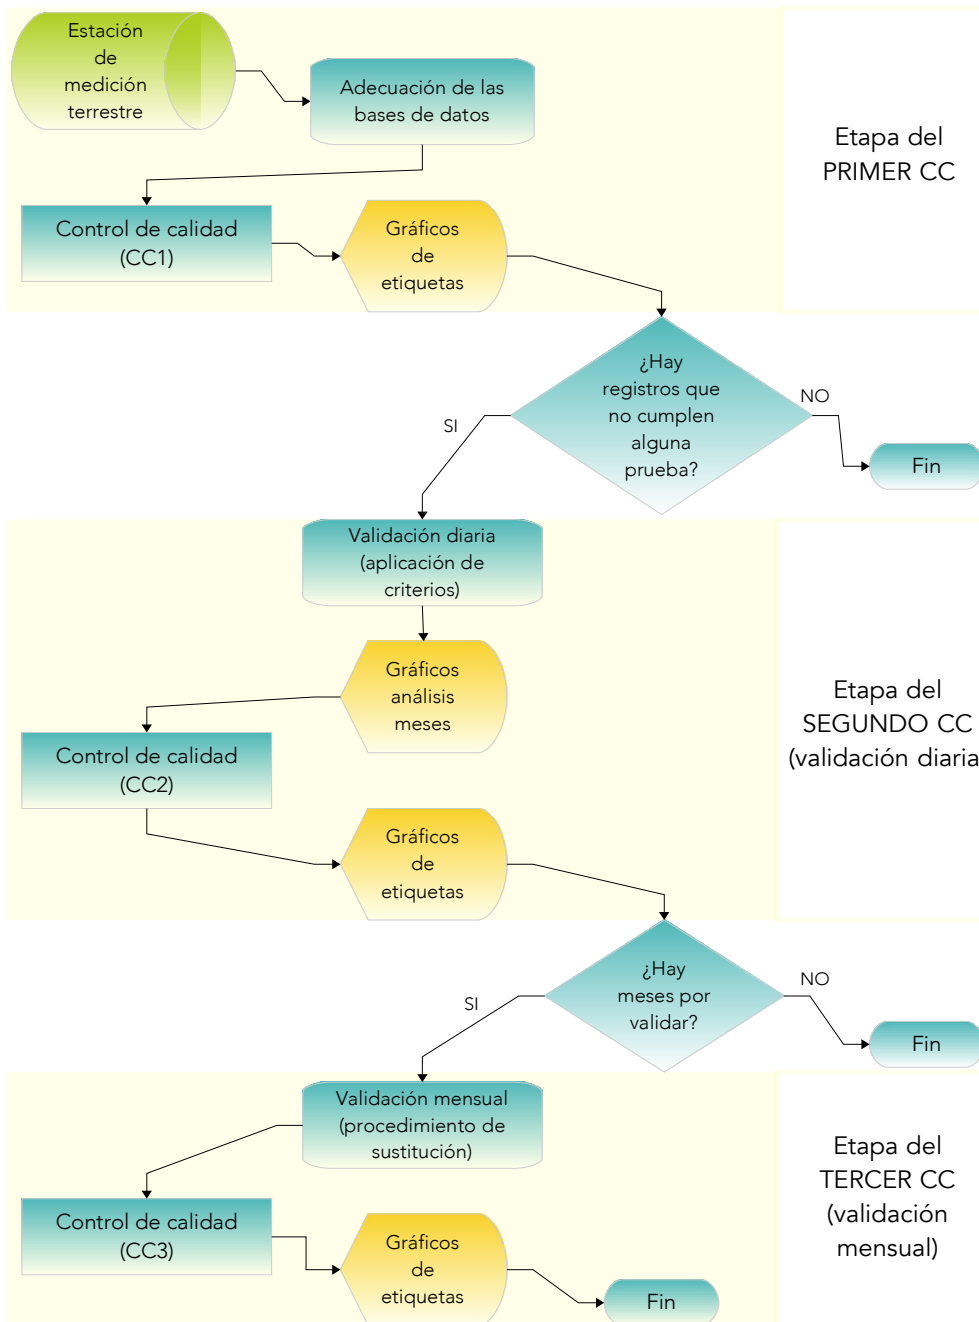 Estación
de
medición
terrestre
Adecuación de las
bases de datos
Etapa del
PRIMER CC
Control de calidad
(CC1)
Gráficos
de
etiquetas
¿Hay
registros que
no cumplen
alguna
prueba?
SI
NO
Fin
Validación diaria
(aplicación de
criterios)
Gráficos
análisis
meses
Etapa del
SEGUNDO CC
(validación diaria
Control de calidad
(CC2)
Gráficos
de
etiquetas
¿Hay
meses por
validar?
SI
NO
Fin
Validación mensual
(procedimiento de
sustitución)
Etapa del
TERCER CC
(validación
mensual)
Control de calidad
(CC3)
Gráficos
de
etiquetas
Fin